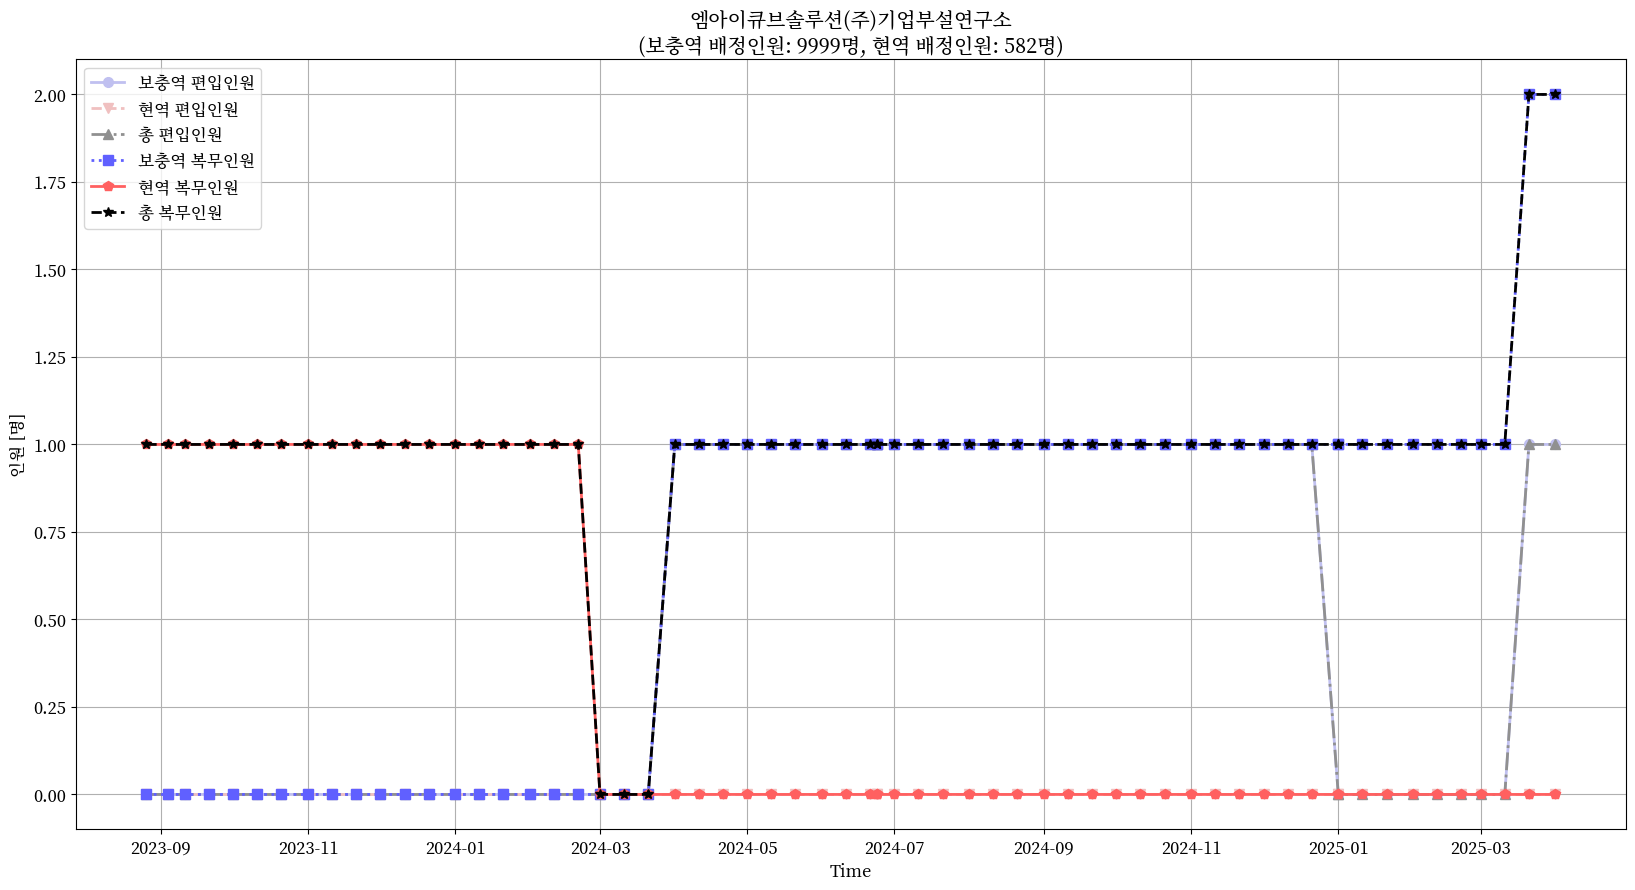 엠아이큐브솔루션(주)기업부설연구소
(보충역 배정인원: 9999명, 현역 배정인원: 582명)
보충역 편입인원
현역 편입인원
총 편입인원
보충역 복무인원
현역 복무인원
총 복무인원
2.00
1.75
1.50
1.25
1.00
0.75
0.50
0.25
0.00
인원 [명]
2023-09
2023-11
2024-01
2024-03
2024-05
2024-07
2024-09
2024-11
2025-01
2025-03
Time